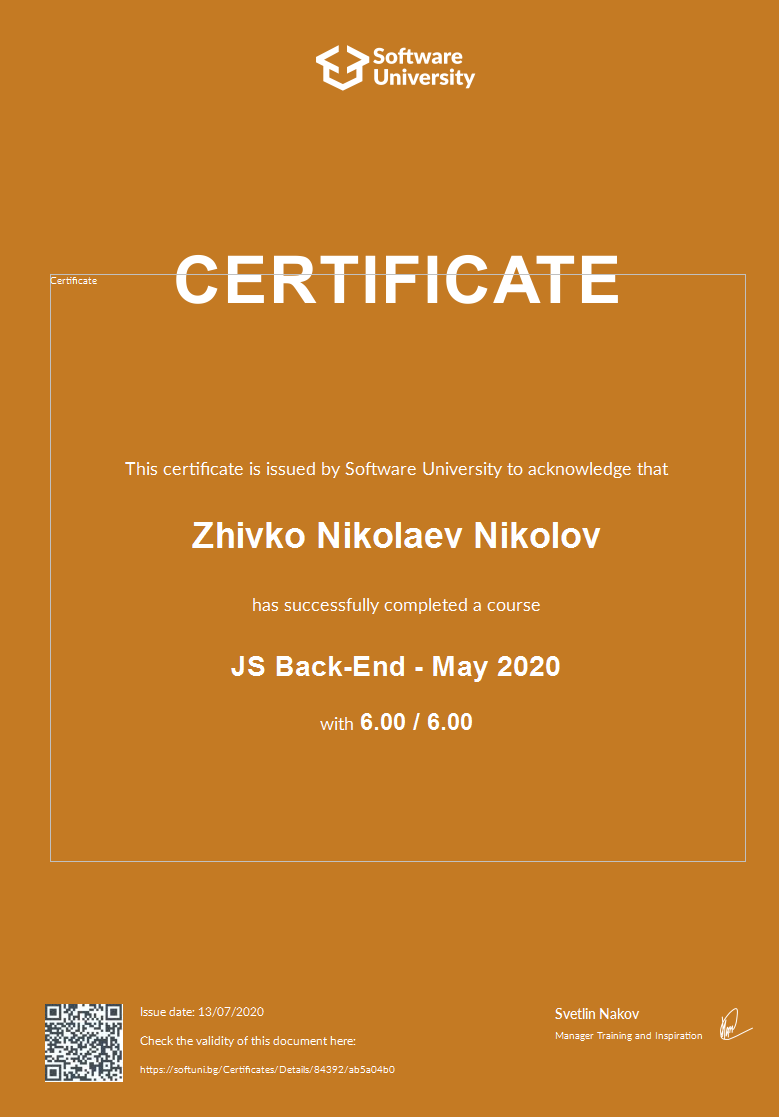 Software
University
CERTIFICATE
Certificate
This certificate is issued by Software University to acknowledge that
Zhivko Nikolaev Nikolov
has successfully completed a course
JS Back-End - May 2020
with 6.00 / 6.00
Issue date: 13/07/2020
Check the validity of this document here:
https://softuni.bg/Certificates/Details/84392/ab5a04b0
Svetlin Nakov
Manager Training and Inspiration